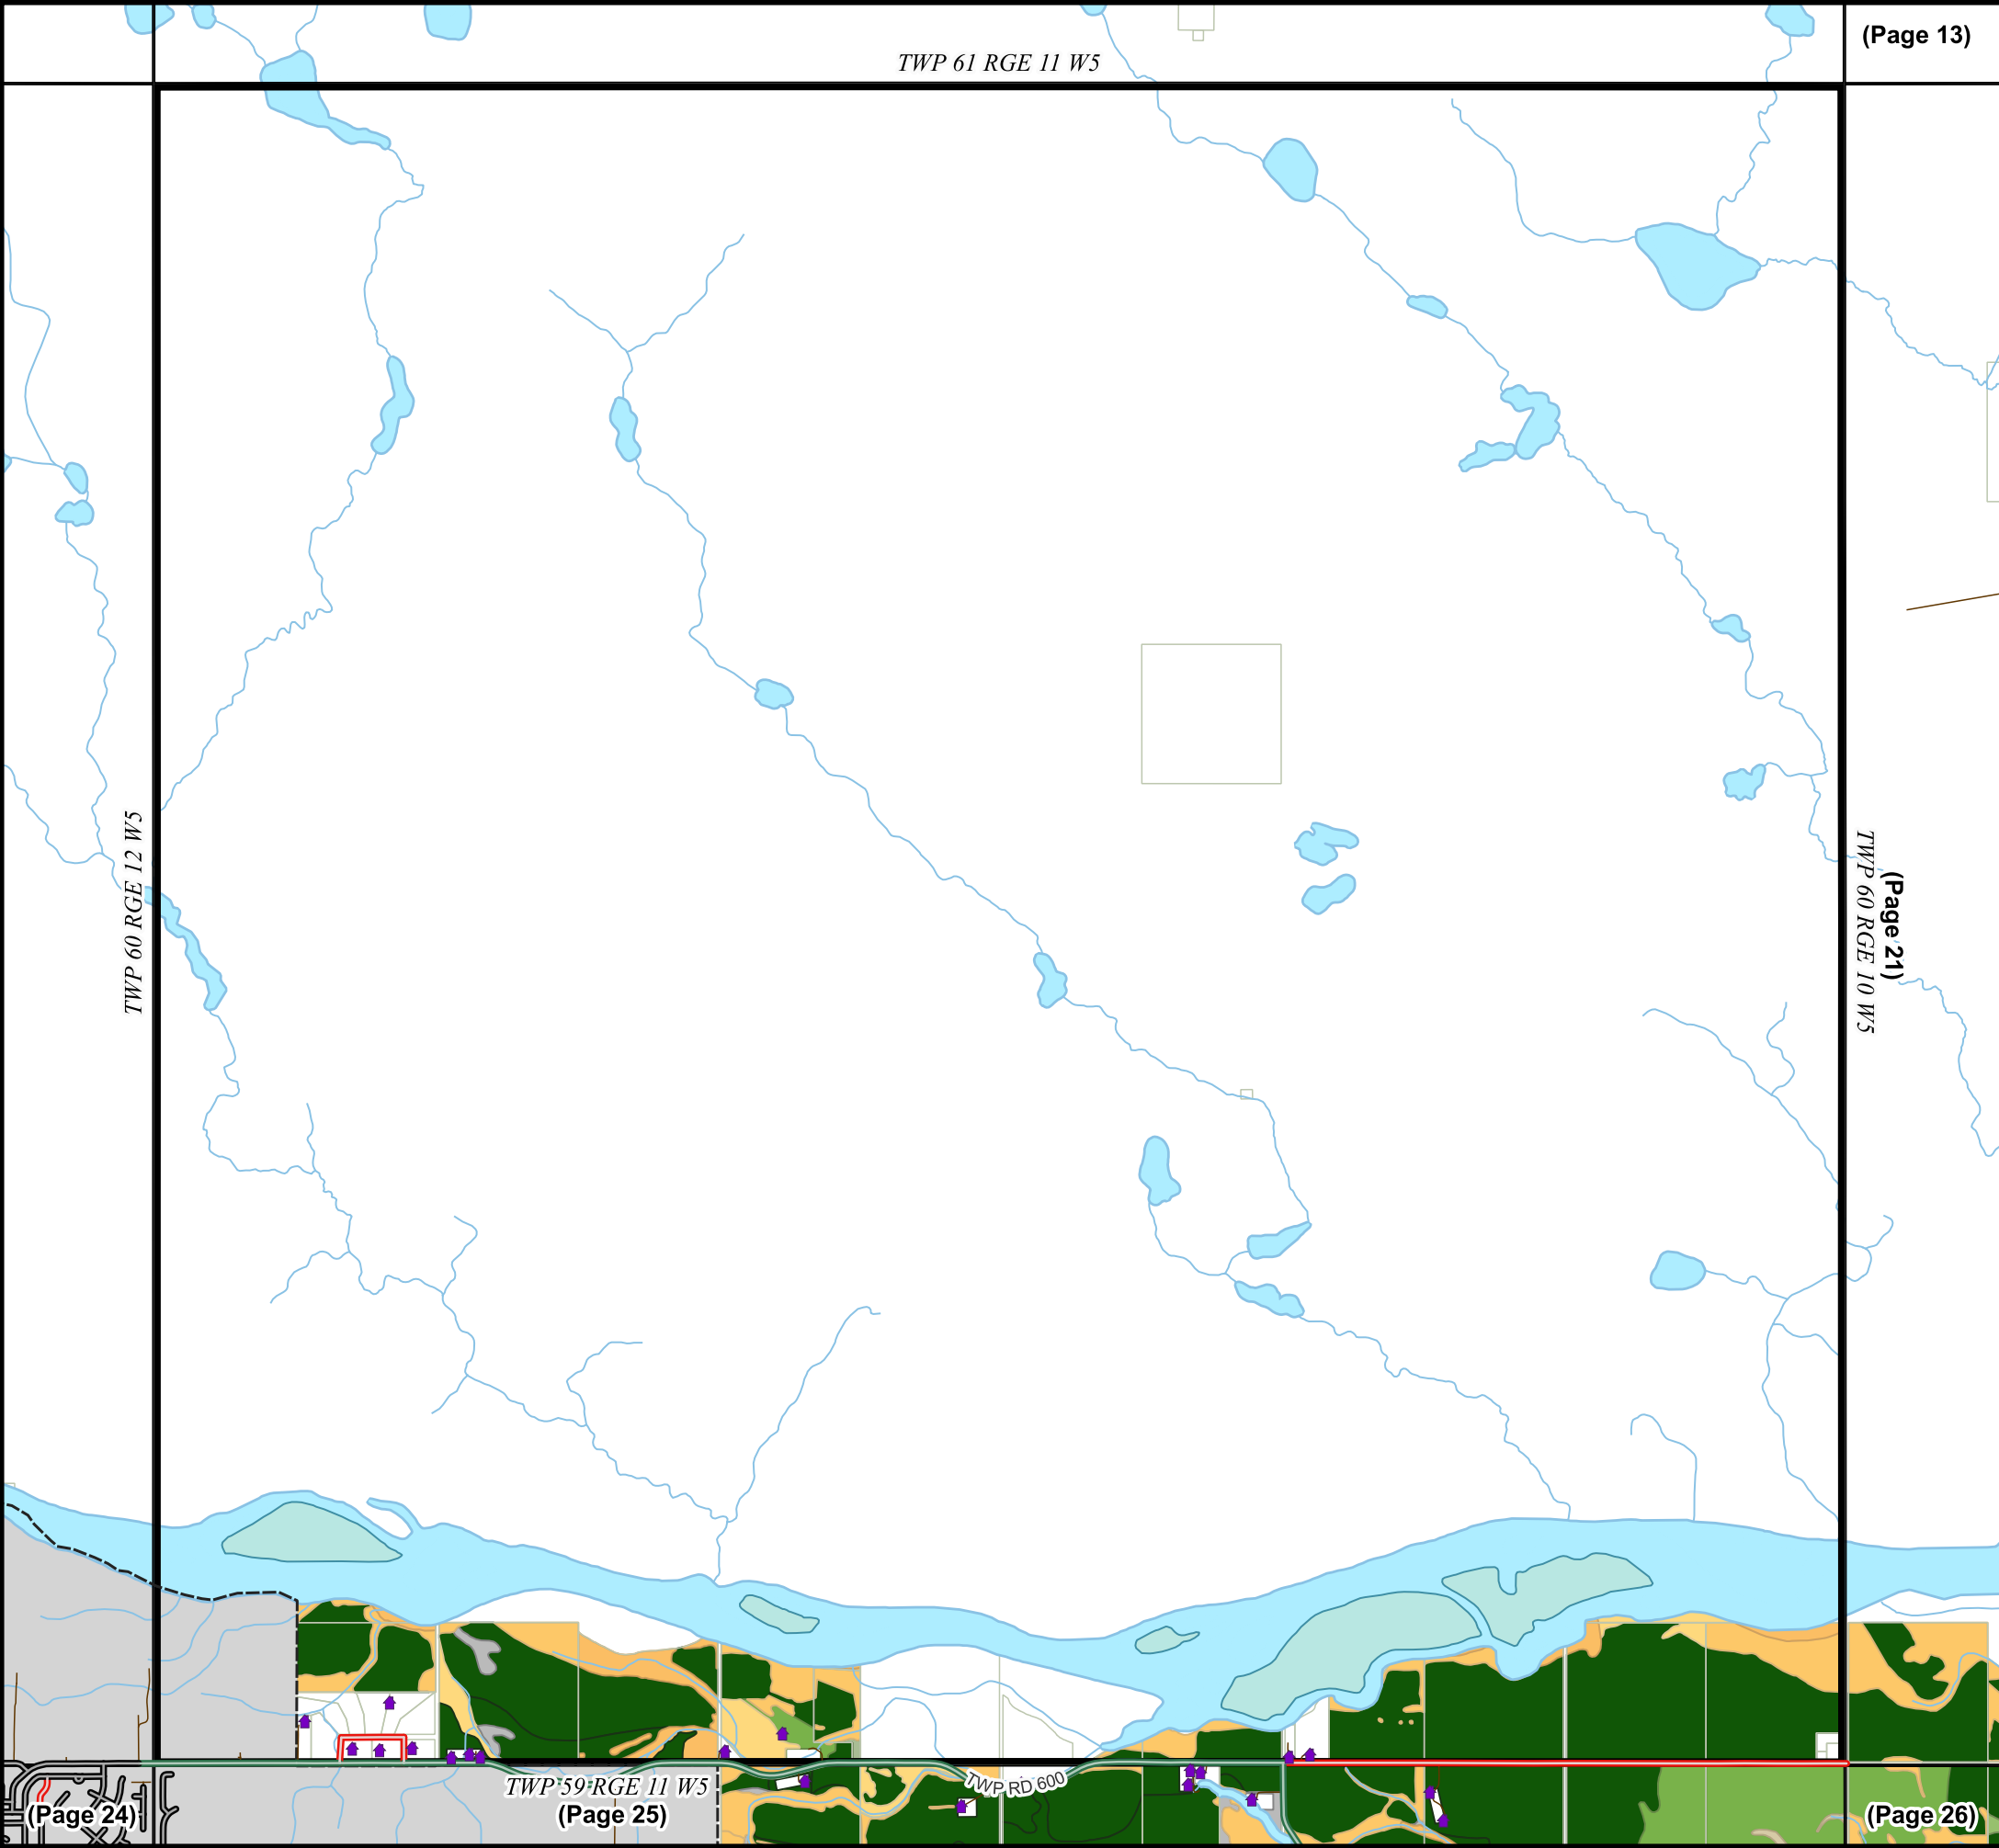 (Page 13)
TWP 61 RGE 11 W5
TWP 60 RGE 12 W5
(Page 21)
TWP 60 RGE 10 W5
TWP RD 600
TWP 59 RGE 11 W5
(Page 24)
(Page 25)
(Page 26)